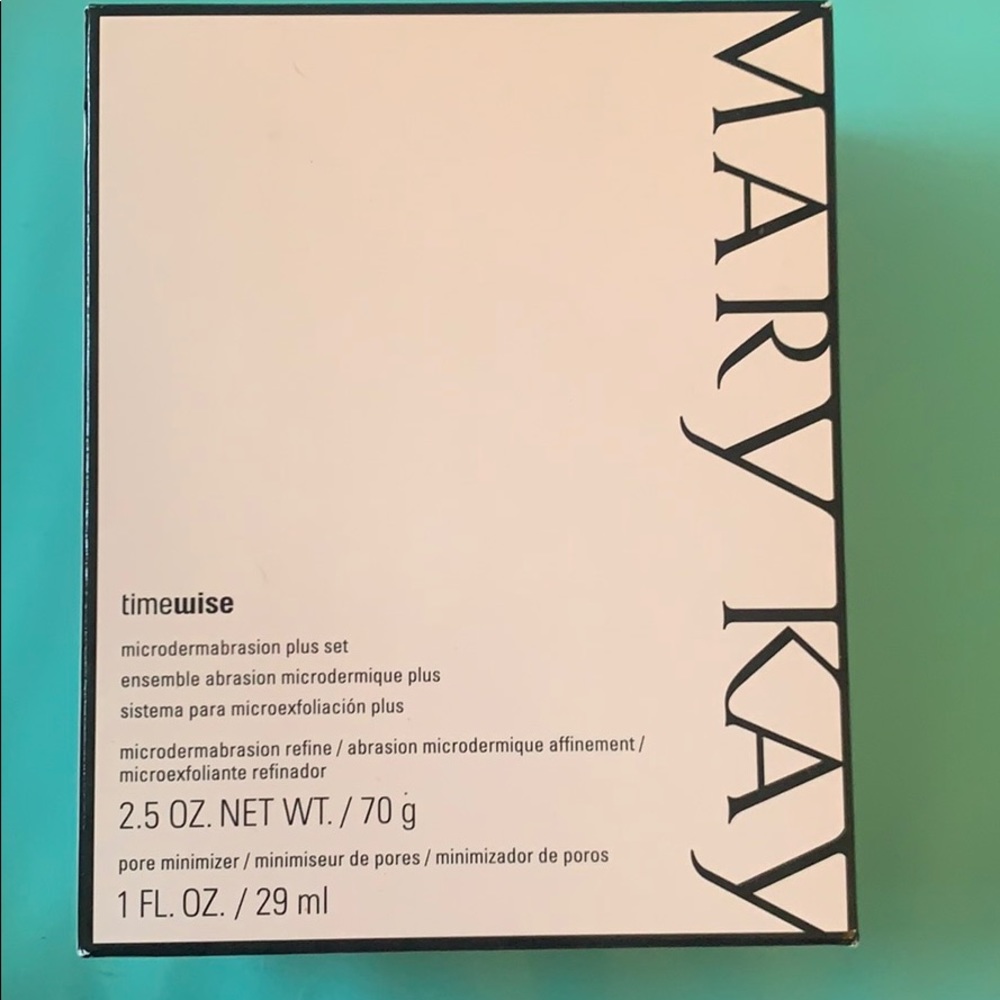 MARY KAY
timewise
microdermabrasion plus set
ensemble abrasion microdermique plus
sistema para microexfoliación plus
microdermabrasion refine / abrasion microdermique affinement /
microexfoliante refinador
2.5 OZ. NET WT. / 70 g
pore minimizer / minimiseur de pores / minimizador de poros
1 FL. OZ. / 29 ml